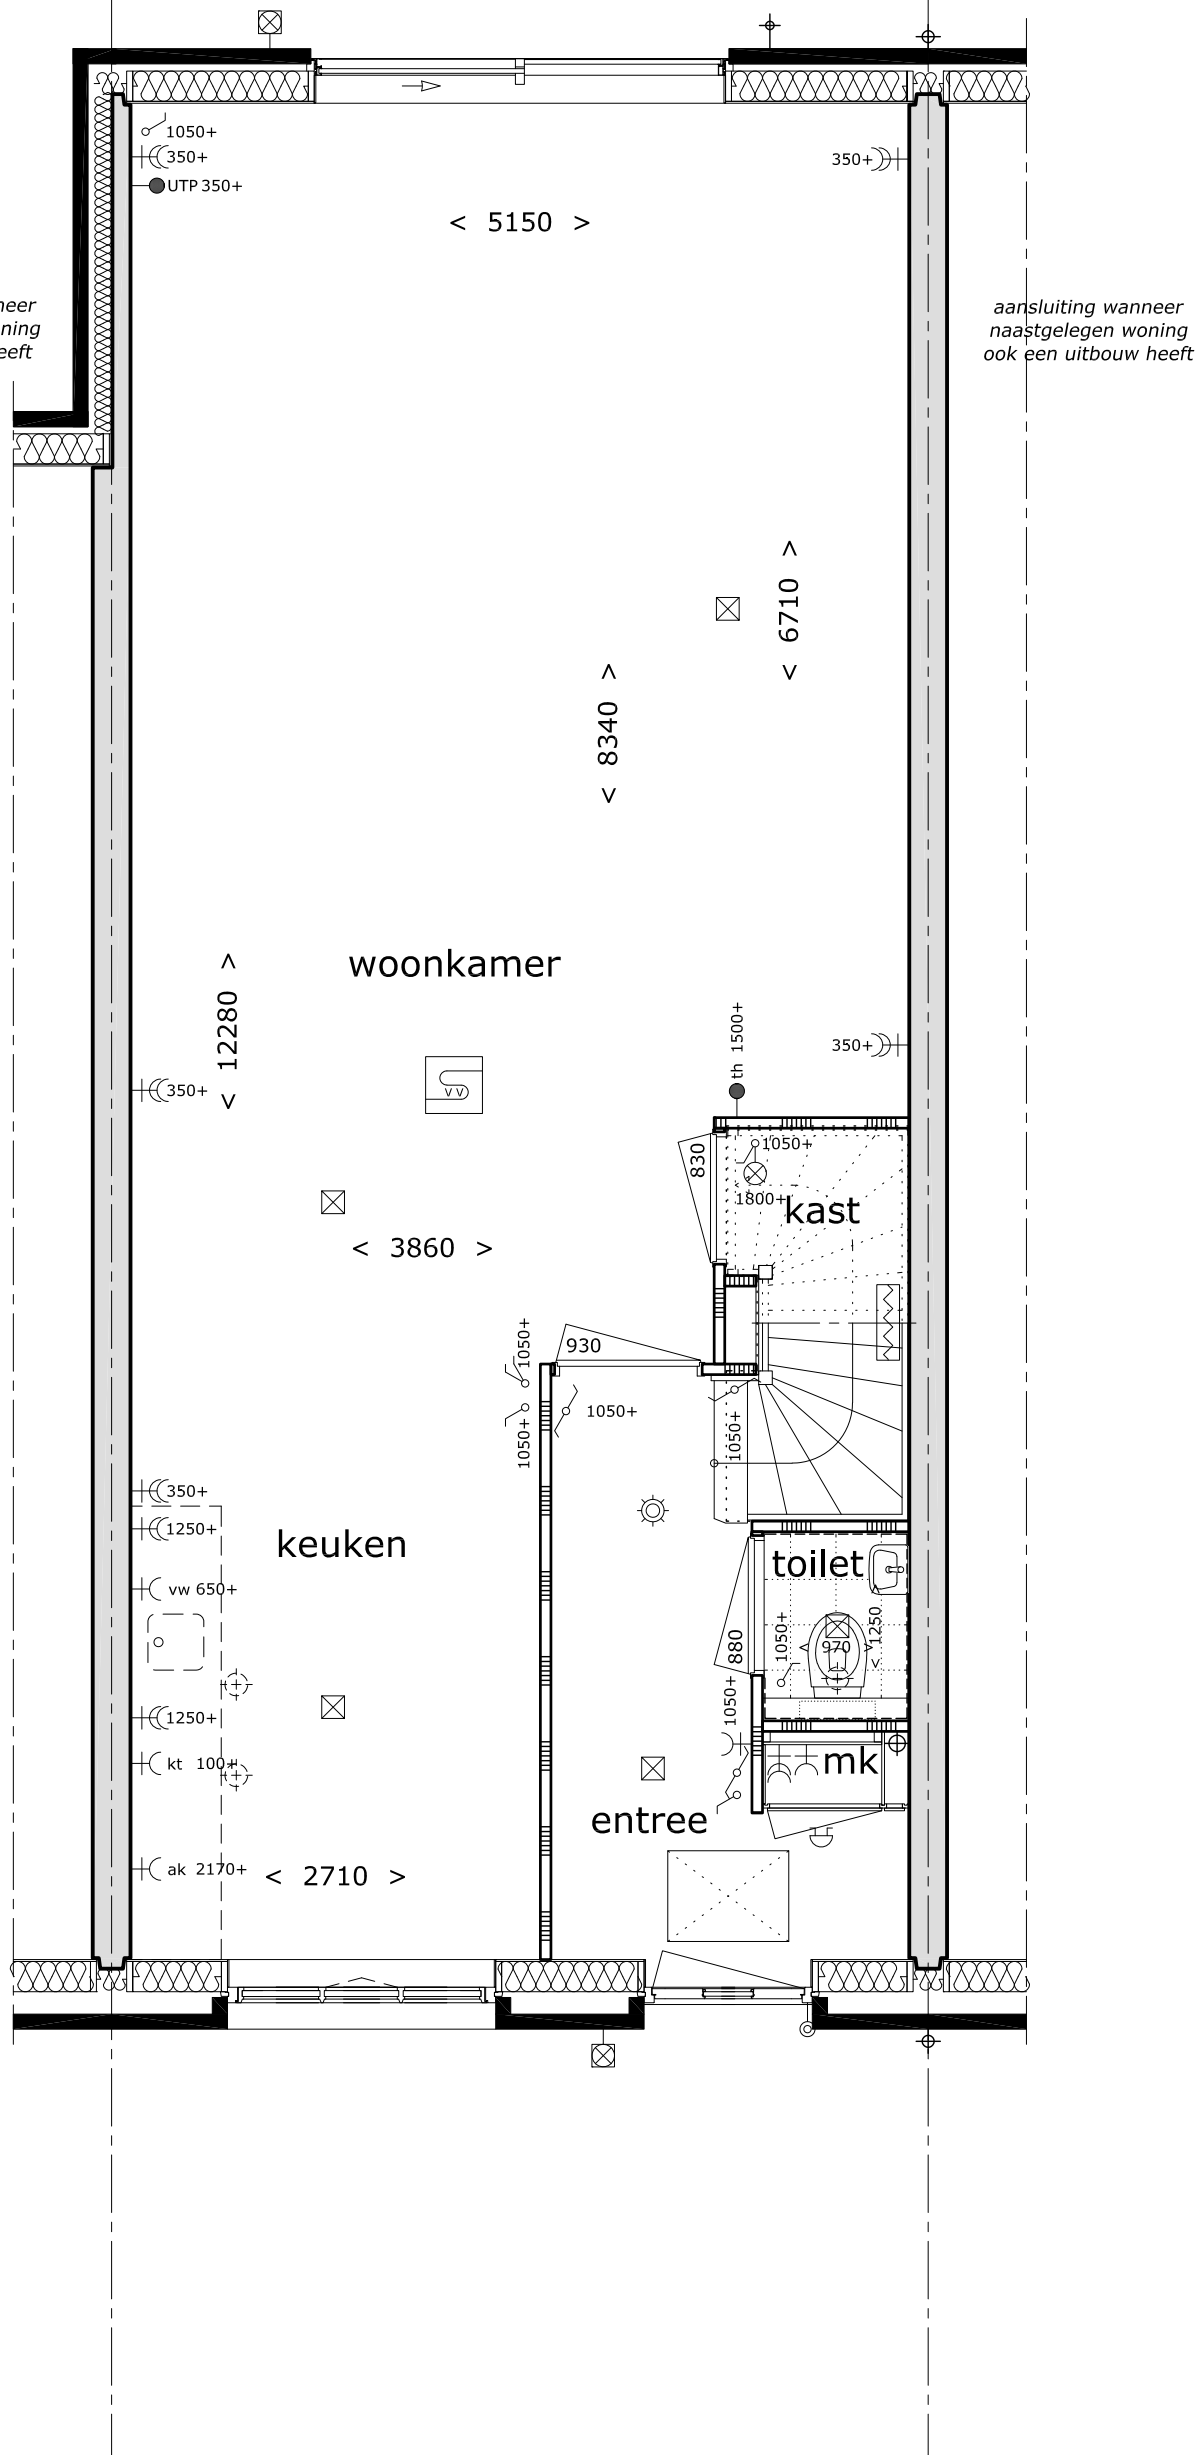 1050+
350+
UTP 350+
350+
< 5150 >
neer
ning
eeft
aansluiting wanneer
naastgelegen woning
ook een uitbouw heeft
< 6710 >
< 8340 >
woonkamer
< 12280 >
th 1500+
350+
350+
v v
830
1050+
1800+
kast
< 3860 >
1050+
930
1050+
1050+
1050+
350+
1250+
keuken
toilet
vw 650+
1050+
< 1250 >
< 970 >
880
1050+
1250+
kt 100+
mk
entree
ak 2170+
< 2710 >